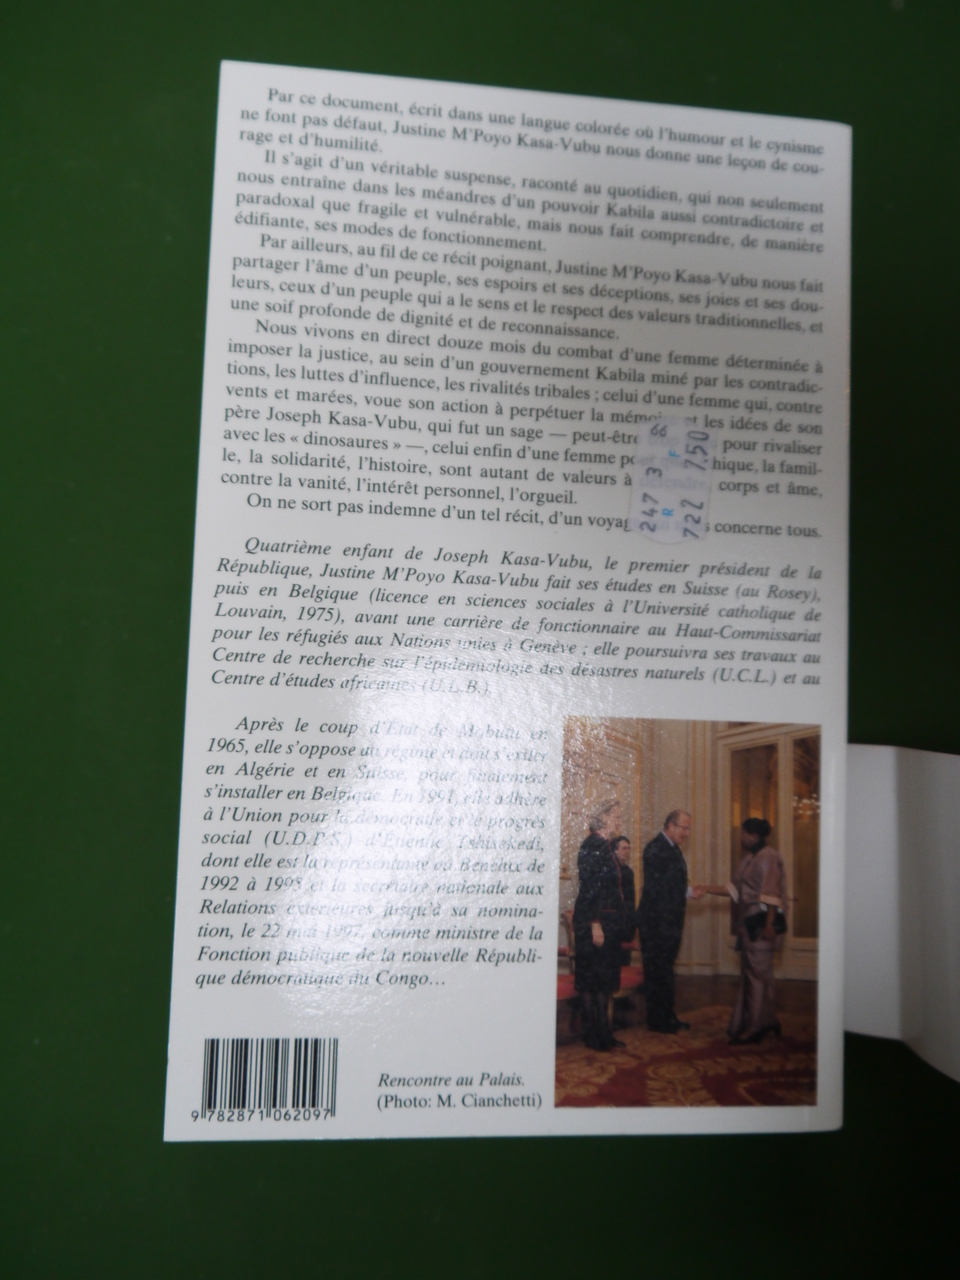 Par ce document, écrit dans une langue colorée où l'humour et le cynisme
ne font pas défaut, Justine M'Poyo Kasa-Vubu nous donne une leçon de cou-
rage et d'humilité.
Il s'agit d'un véritable suspense, raconté au quotidien, qui non seulement
nous entraîne dans les méandres d'un pouvoir Kabila aussi contradictoire et
paradoxal que fragile et vulnérable, mais nous fait comprendre, de manière
édifiante, ses modes de fonctionnement.
Par ailleurs, au fil de ce récit poignant, Justine M'Poyo Kasa-Vubu nous fait
partager l'âme d'un peuple, ses espoirs et ses déceptions, ses joies et ses dou-
leurs, ceux d'un peuple qui a le sens et le respect des valeurs traditionnelles, et
une soif profonde de dignité et de reconnaissance.
Nous vivons en direct douze mois du combat d'une femme déterminée à
imposer la justice, au sein d'un gouvernement Kabila miné par les contradic-
tions, les luttes d'influence, les rivalités tribales ; celui d'une femme qui, contre
vents et marées, voue son action à perpétuer la mémoire et les idées de son
père Joseph Kasa-Vubu, qui fut un sage — peut-être pour rivaliser
avec les « dinosaures » —, celui enfin d'une femme hique, la famil-
le, la solidarité, l'histoire, sont autant de valeurs à corps et âme,
contre la vanité, l'intérêt personnel, l'orgueil.
On ne sort pas indemne d'un tel récit, d'un concerne tous.
66
F
247 3
R
722 7.50
Quatrième enfant de Joseph Kasa-Vubu, le premier président de la
République, Justine M'Poyo Kasa-Vubu fait ses études en Suisse (au Rosey),
puis en Belgique (licence en sciences sociales à l'Université catholique de
Louvain, 1975), avant une carrière de fonctionnaire au Haut-Commissariat
pour les réfugiés aux Nations unies à Genève ; elle poursuivra ses travaux au
Centre de recherche sur l'épidémiologie des désastres naturels (U.C.L.) et au
Centre d'études africaines (U.L.B.).
Après le coup d'État de Mobutu en
1965, elle s'oppose au régime et doit s'exiler
en Algérie et en Suisse, pour finalement
s'installer en Belgique. En 1991, elle adhère
à l'Union pour la démocratie et le progrès
social (U.D.P.S.) d'Étienne Tshisekedi,
dont elle est la représentante au Benelux de
1992 à 1995 et la secrétaire nationale aux
Relations extérieures jusqu'à sa nomina-
tion, le 22 mai 1997, comme ministre de la
Fonction publique de la nouvelle Républi-
que démocratique du Congo...
Rencontre au Palais.
(Photo: M. Cianchetti)
9 782871 062097